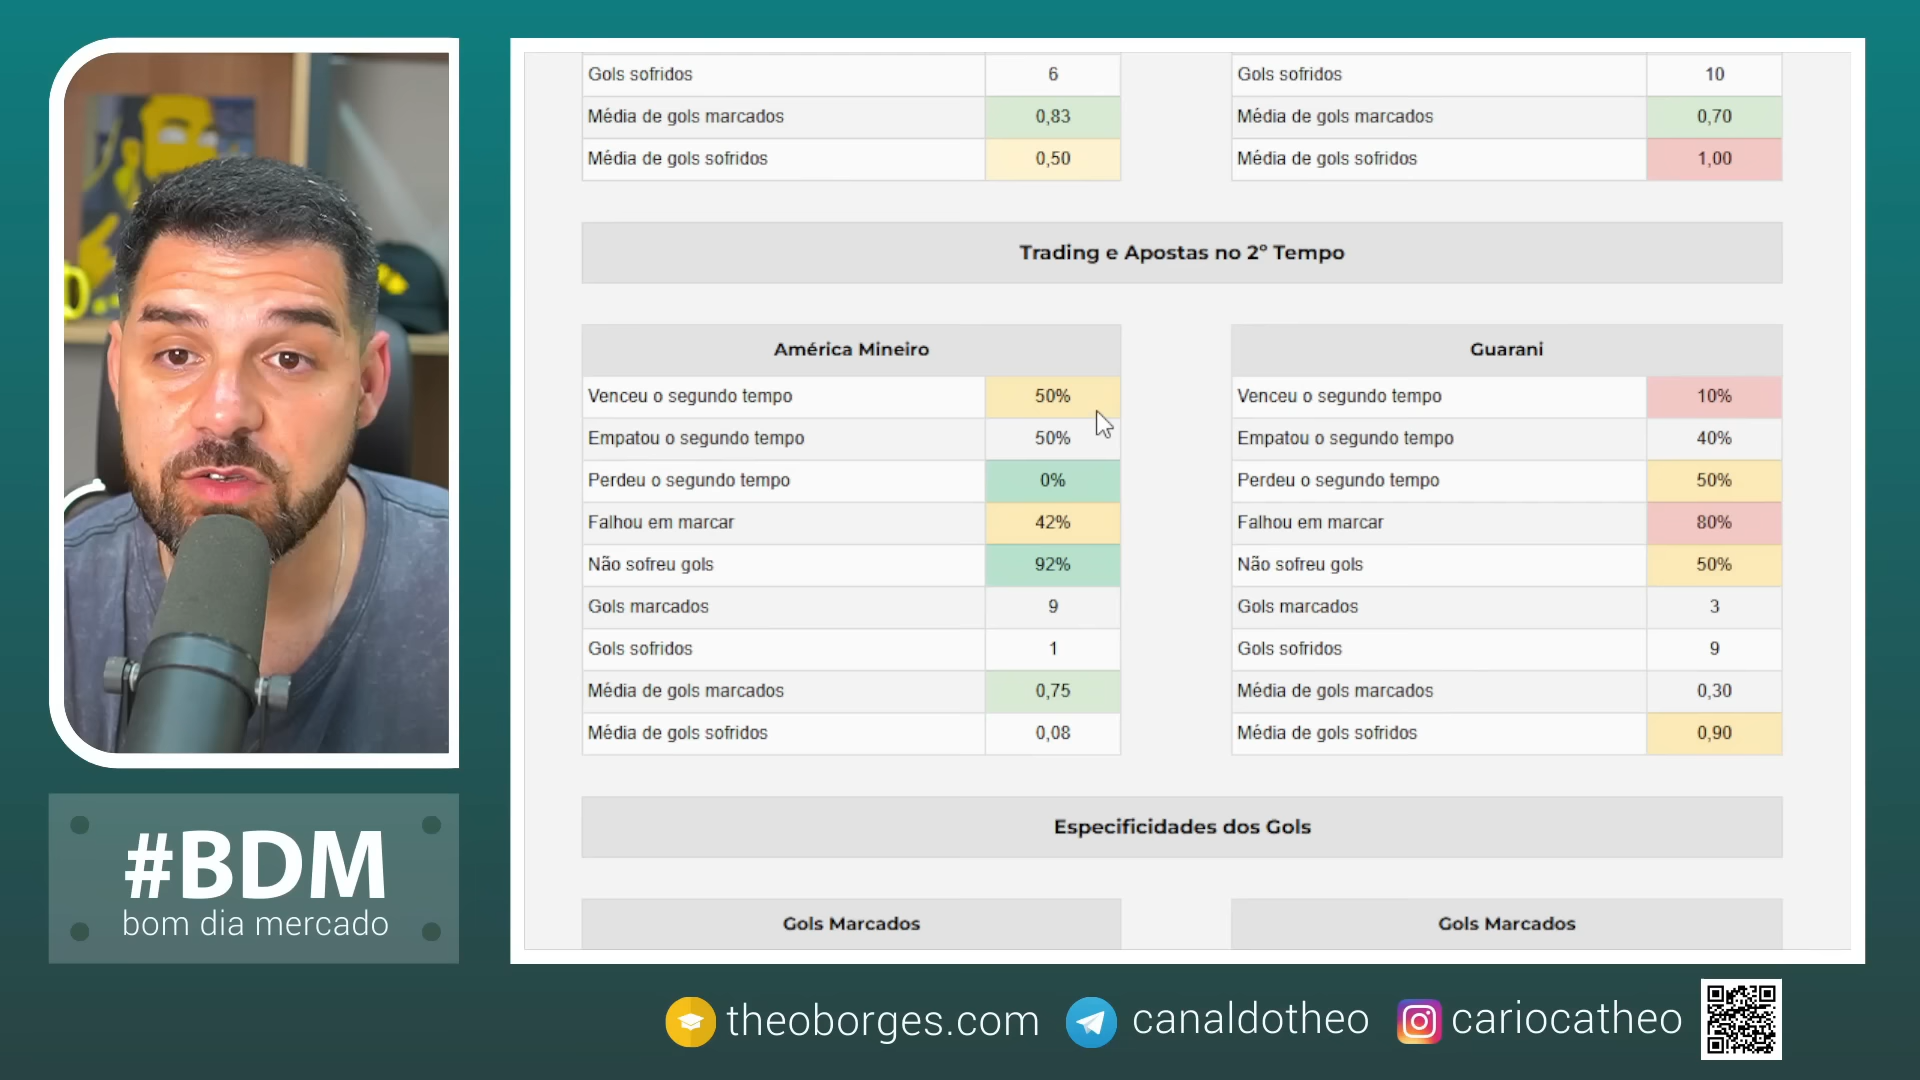 Gols sofridos 6
Média de gols marcados 0,83
Média de gols sofridos 0,50
Gols sofridos 10
Média de gols marcados 0,70
Média de gols sofridos 1,00
Trading e Apostas no 2º Tempo
América Mineiro
Venceu o segundo tempo 50%
Empatou o segundo tempo 50%
Perdeu o segundo tempo 0%
Falhou em marcar 42%
Não sofreu gols 92%
Gols marcados 9
Gols sofridos 1
Média de gols marcados 0,75
Média de gols sofridos 0,08
Guarani
Venceu o segundo tempo 10%
Empatou o segundo tempo 40%
Perdeu o segundo tempo 50%
Falhou em marcar 80%
Não sofreu gols 50%
Gols marcados 3
Gols sofridos 9
Média de gols marcados 0,30
Média de gols sofridos 0,90
Especificidades dos Gols
Gols Marcados
Gols Marcados
#BDM
bom dia mercado
theoborges.com
canaldotheo
cariocatheo